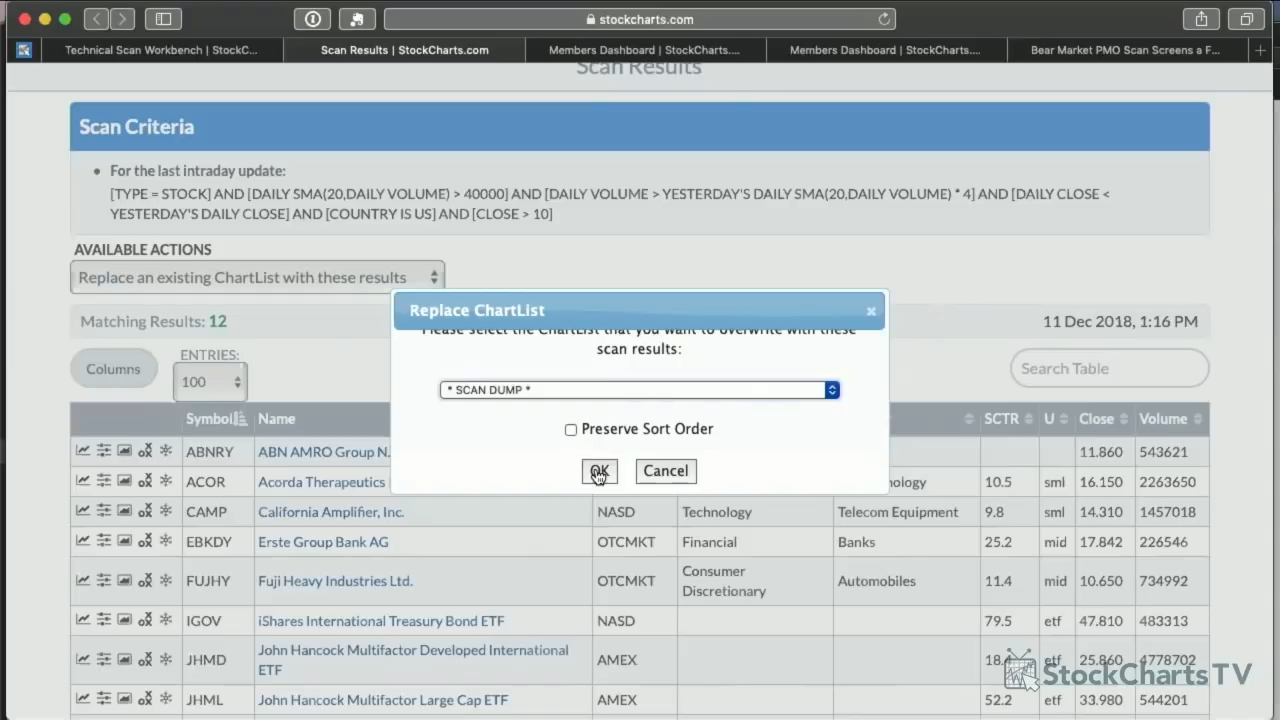 stockcharts.com
Technical Scan Workbench | StockC...
Scan Results | StockCharts.com
Members Dashboard | StockCharts....
Members Dashboard | StockCharts....
Bear Market PMO Scan Screens a F...
Scan Results
Scan Criteria
• For the last intraday update:
[TYPE = STOCK] AND [DAILY SMA(20,DAILY VOLUME) > 40000] AND [DAILY VOLUME > YESTERDAY'S DAILY SMA(20,DAILY VOLUME) * 4] AND [DAILY CLOSE <
YESTERDAY'S DAILY CLOSE] AND [COUNTRY IS US] AND [CLOSE > 10]
AVAILABLE ACTIONS
Replace an existing ChartList with these results
Replace ChartList
Please select the ChartList that you want to overwrite with these
scan results:
* SCAN DUMP *
Preserve Sort Order
OK Cancel
Matching Results: 12
11 Dec 2018, 1:16 PM
Columns
ENTRIES:
100
Search Table
Symbol Name SCTR U Close Volume
ABNRY ABN AMRO Group N. 11.860 543621
ACOR Acorda Therapeutics nology 10.5 sml 16.150 2263650
CAMP California Amplifier, Inc. NASD Technology Telecom Equipment 9.8 sml 14.310 1457018
EBKDY Erste Group Bank AG OTCMKT Financial Banks 25.2 mid 17.842 226546
FUJHY Fuji Heavy Industries Ltd. OTCMKT Consumer
Discretionary Automobiles 11.4 mid 10.650 734992
IGOV iShares International Treasury Bond ETF NASD 79.5 etf 47.810 483313
JHMD John Hancock Multifactor Developed International
ETF AMEX etf 25.860 4778702
JHML John Hancock Multifactor Large Cap ETF AMEX 52.2 etf 33.980 544201
StockChartsTV